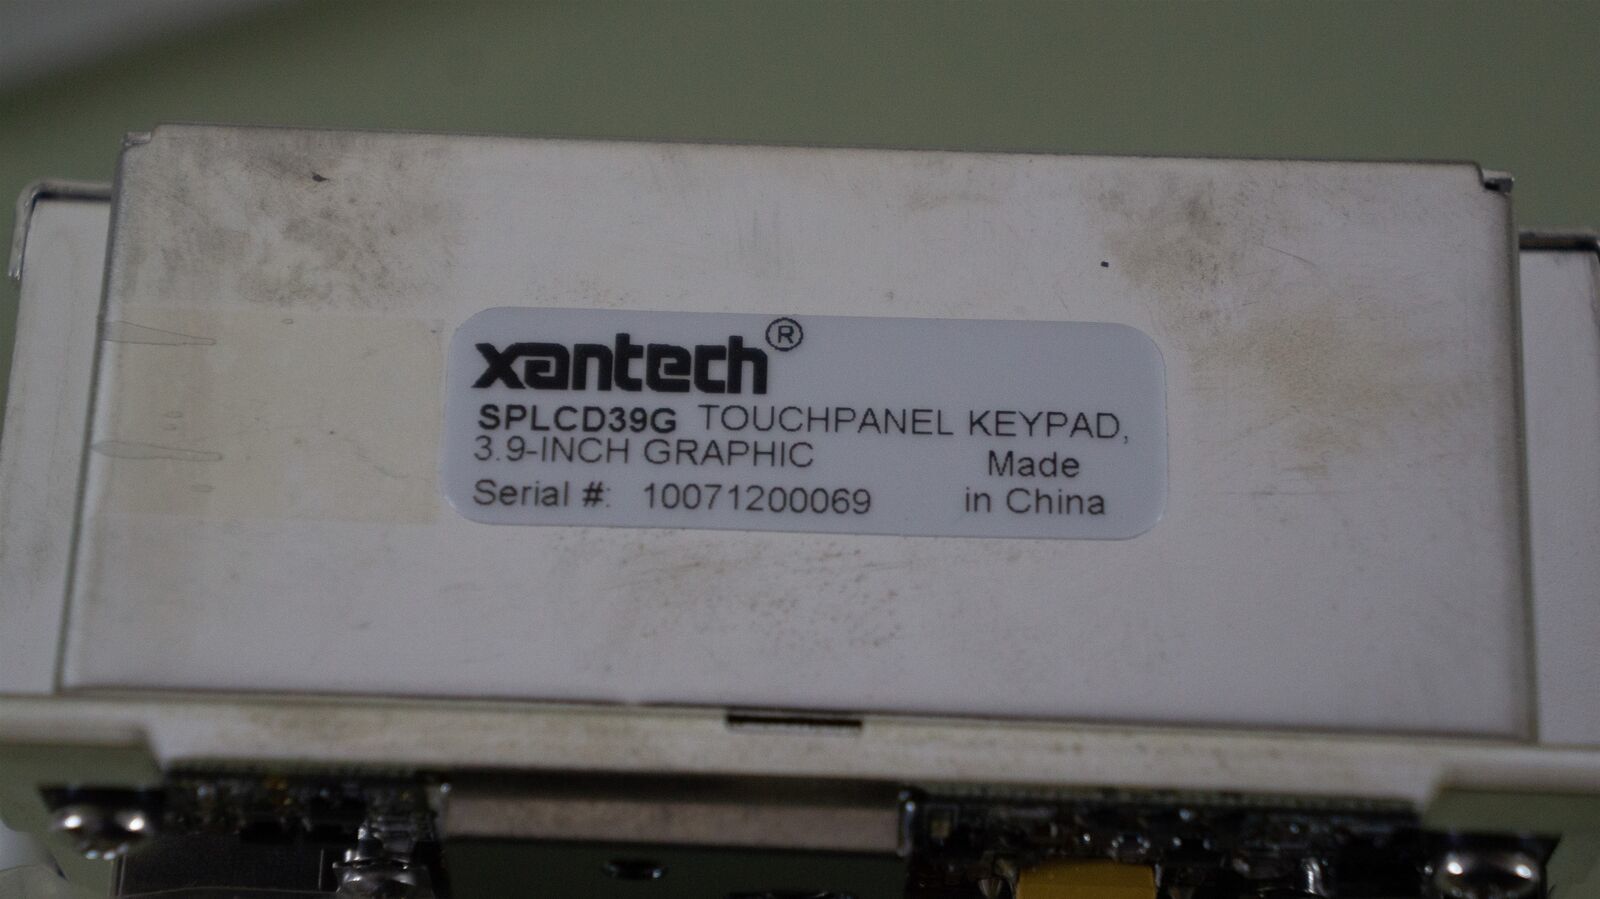 xantech®
SPLCD39G TOUCHPANEL KEYPAD,
3.9-INCH GRAPHIC Made
Serial #: 10071200069 in China